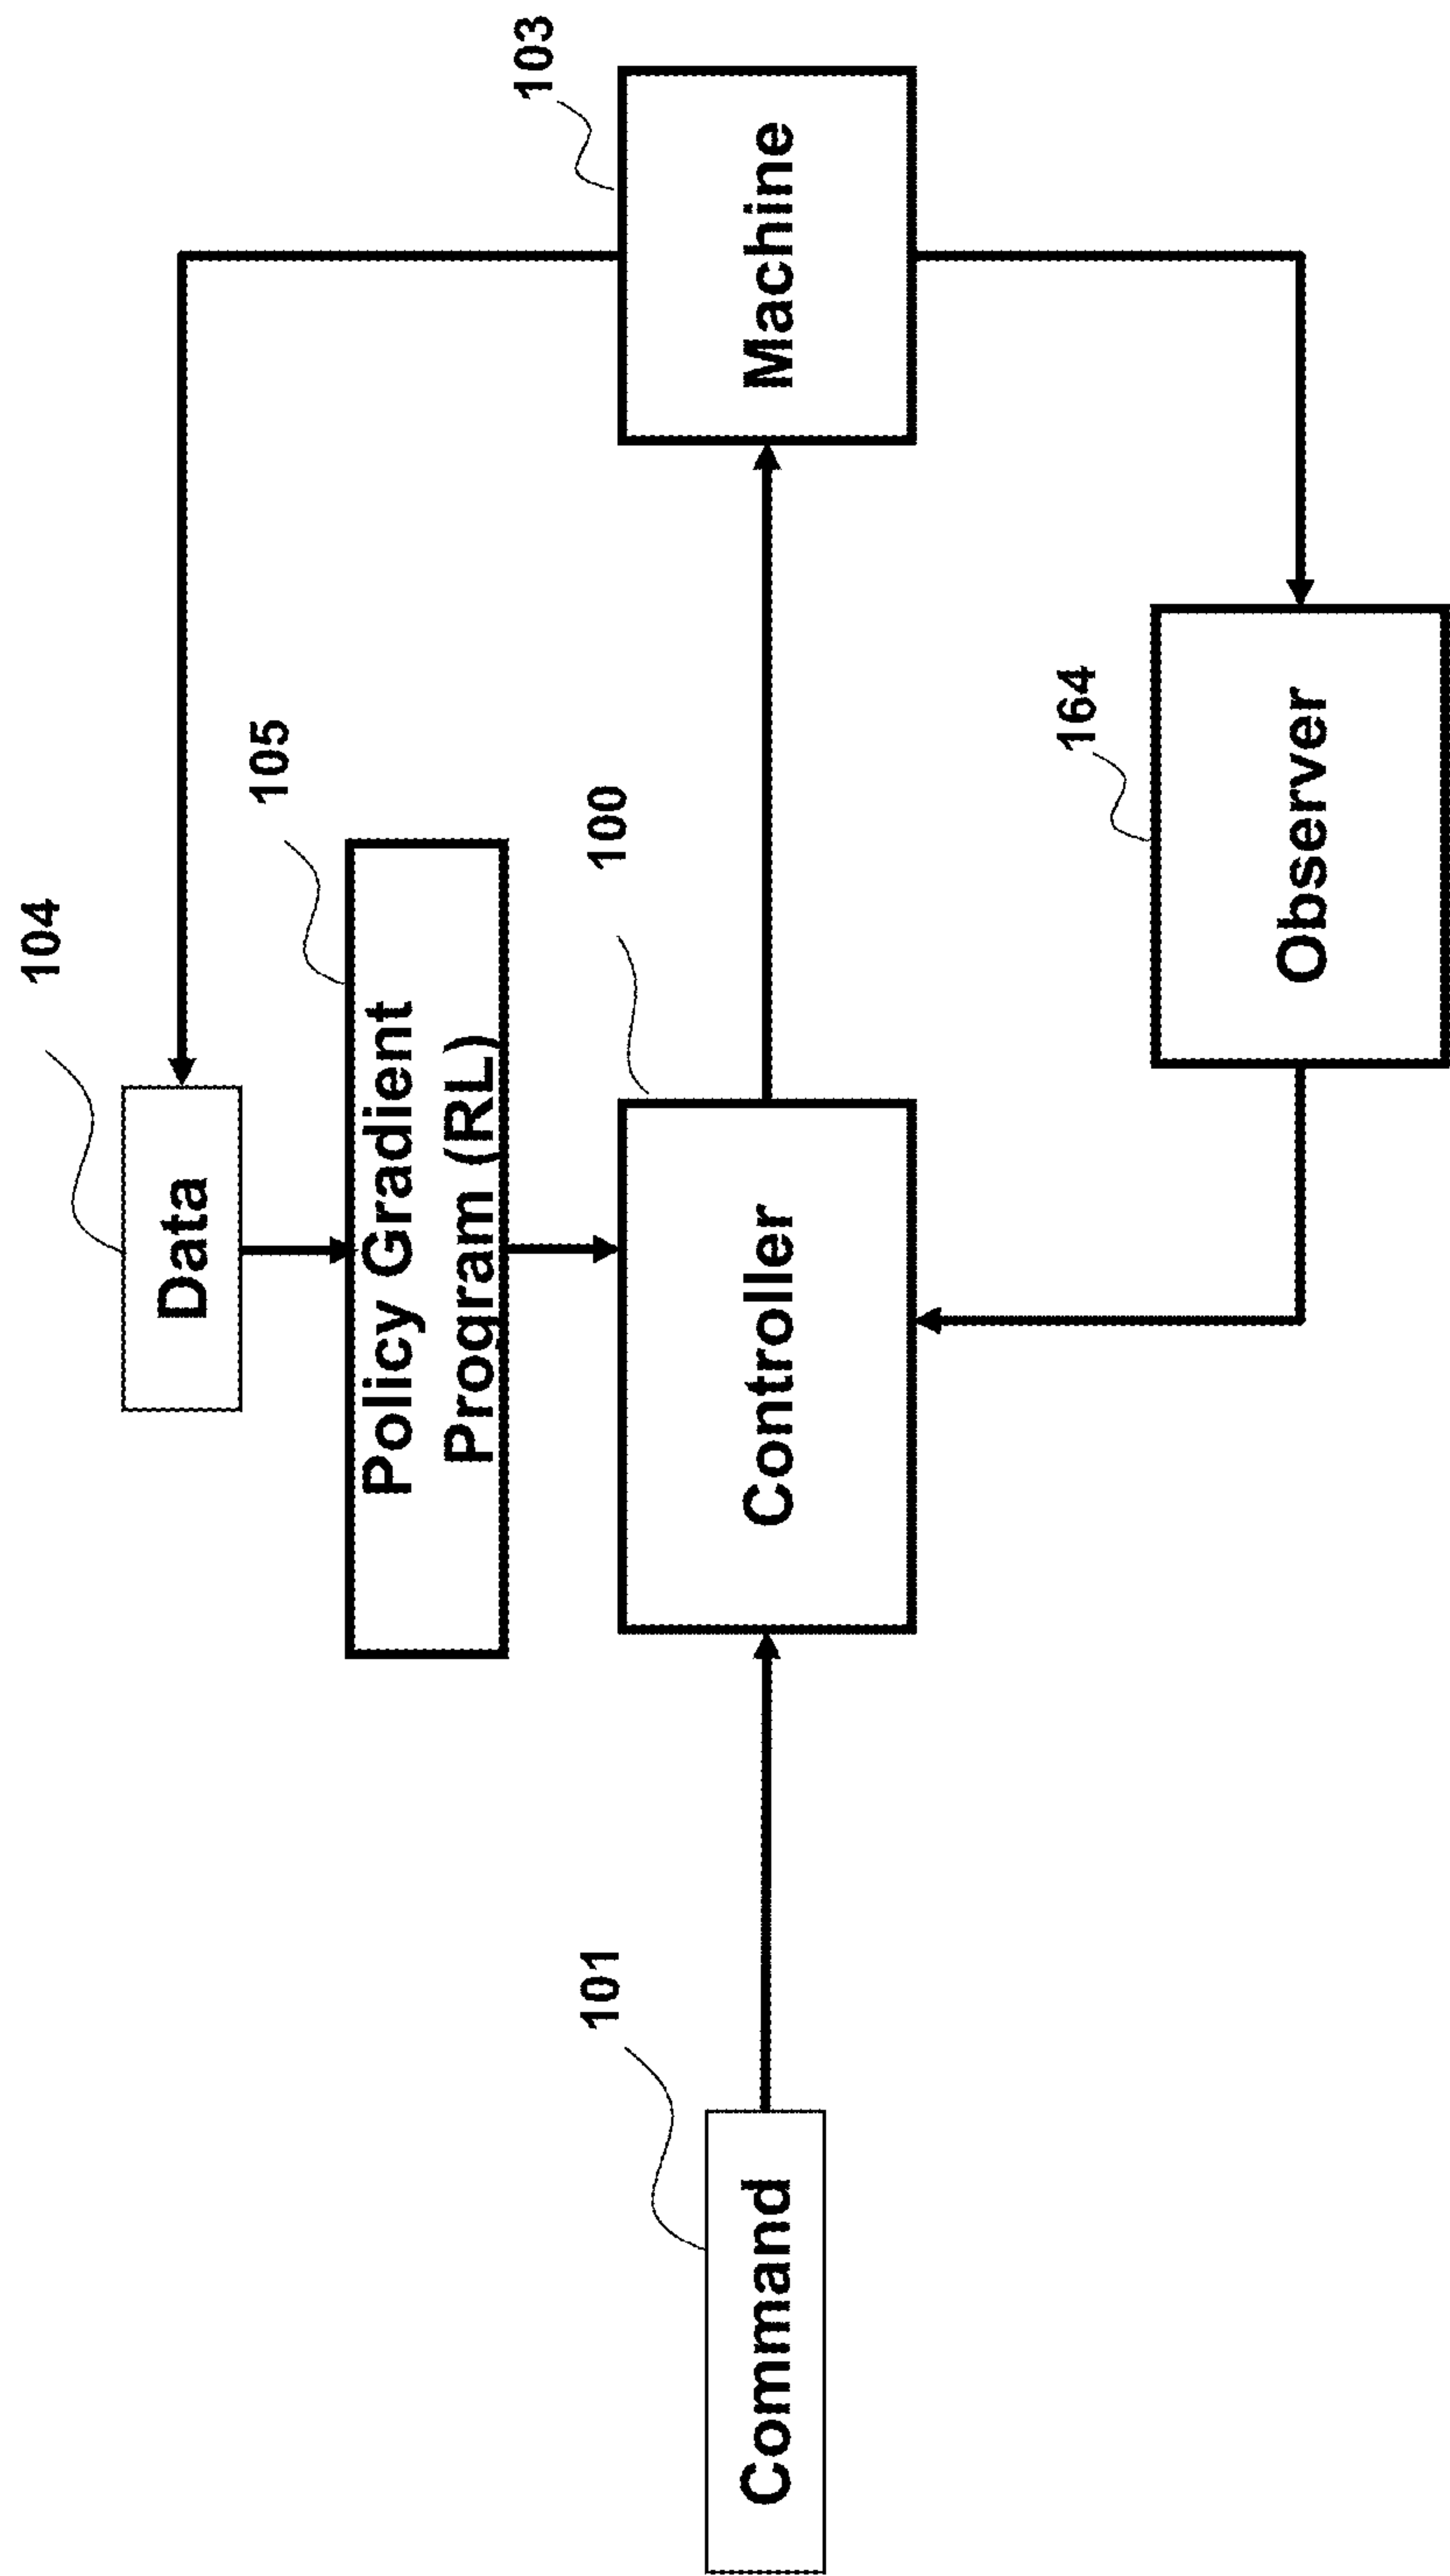 104
Data
105
Policy Gradient
Program (RL)
103
100
101
Command
Controller
Machine
164
Observer